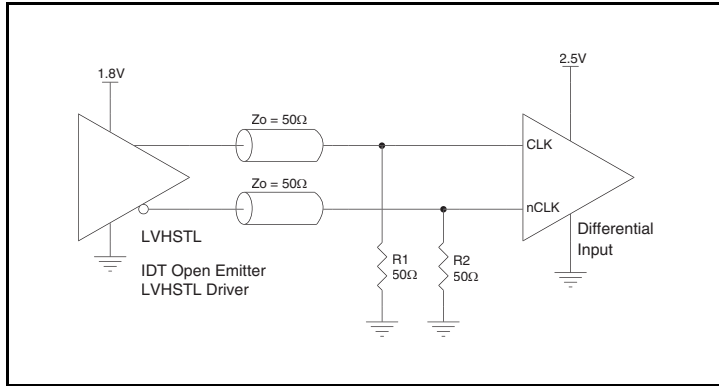 1.8V
2.5V
Zo = 50Ω
CLK
Zo = 50Ω
nCLK
LVHSTL
IDT Open Emitter
LVHSTL Driver
R1
50Ω
R2
50Ω
Differential
Input